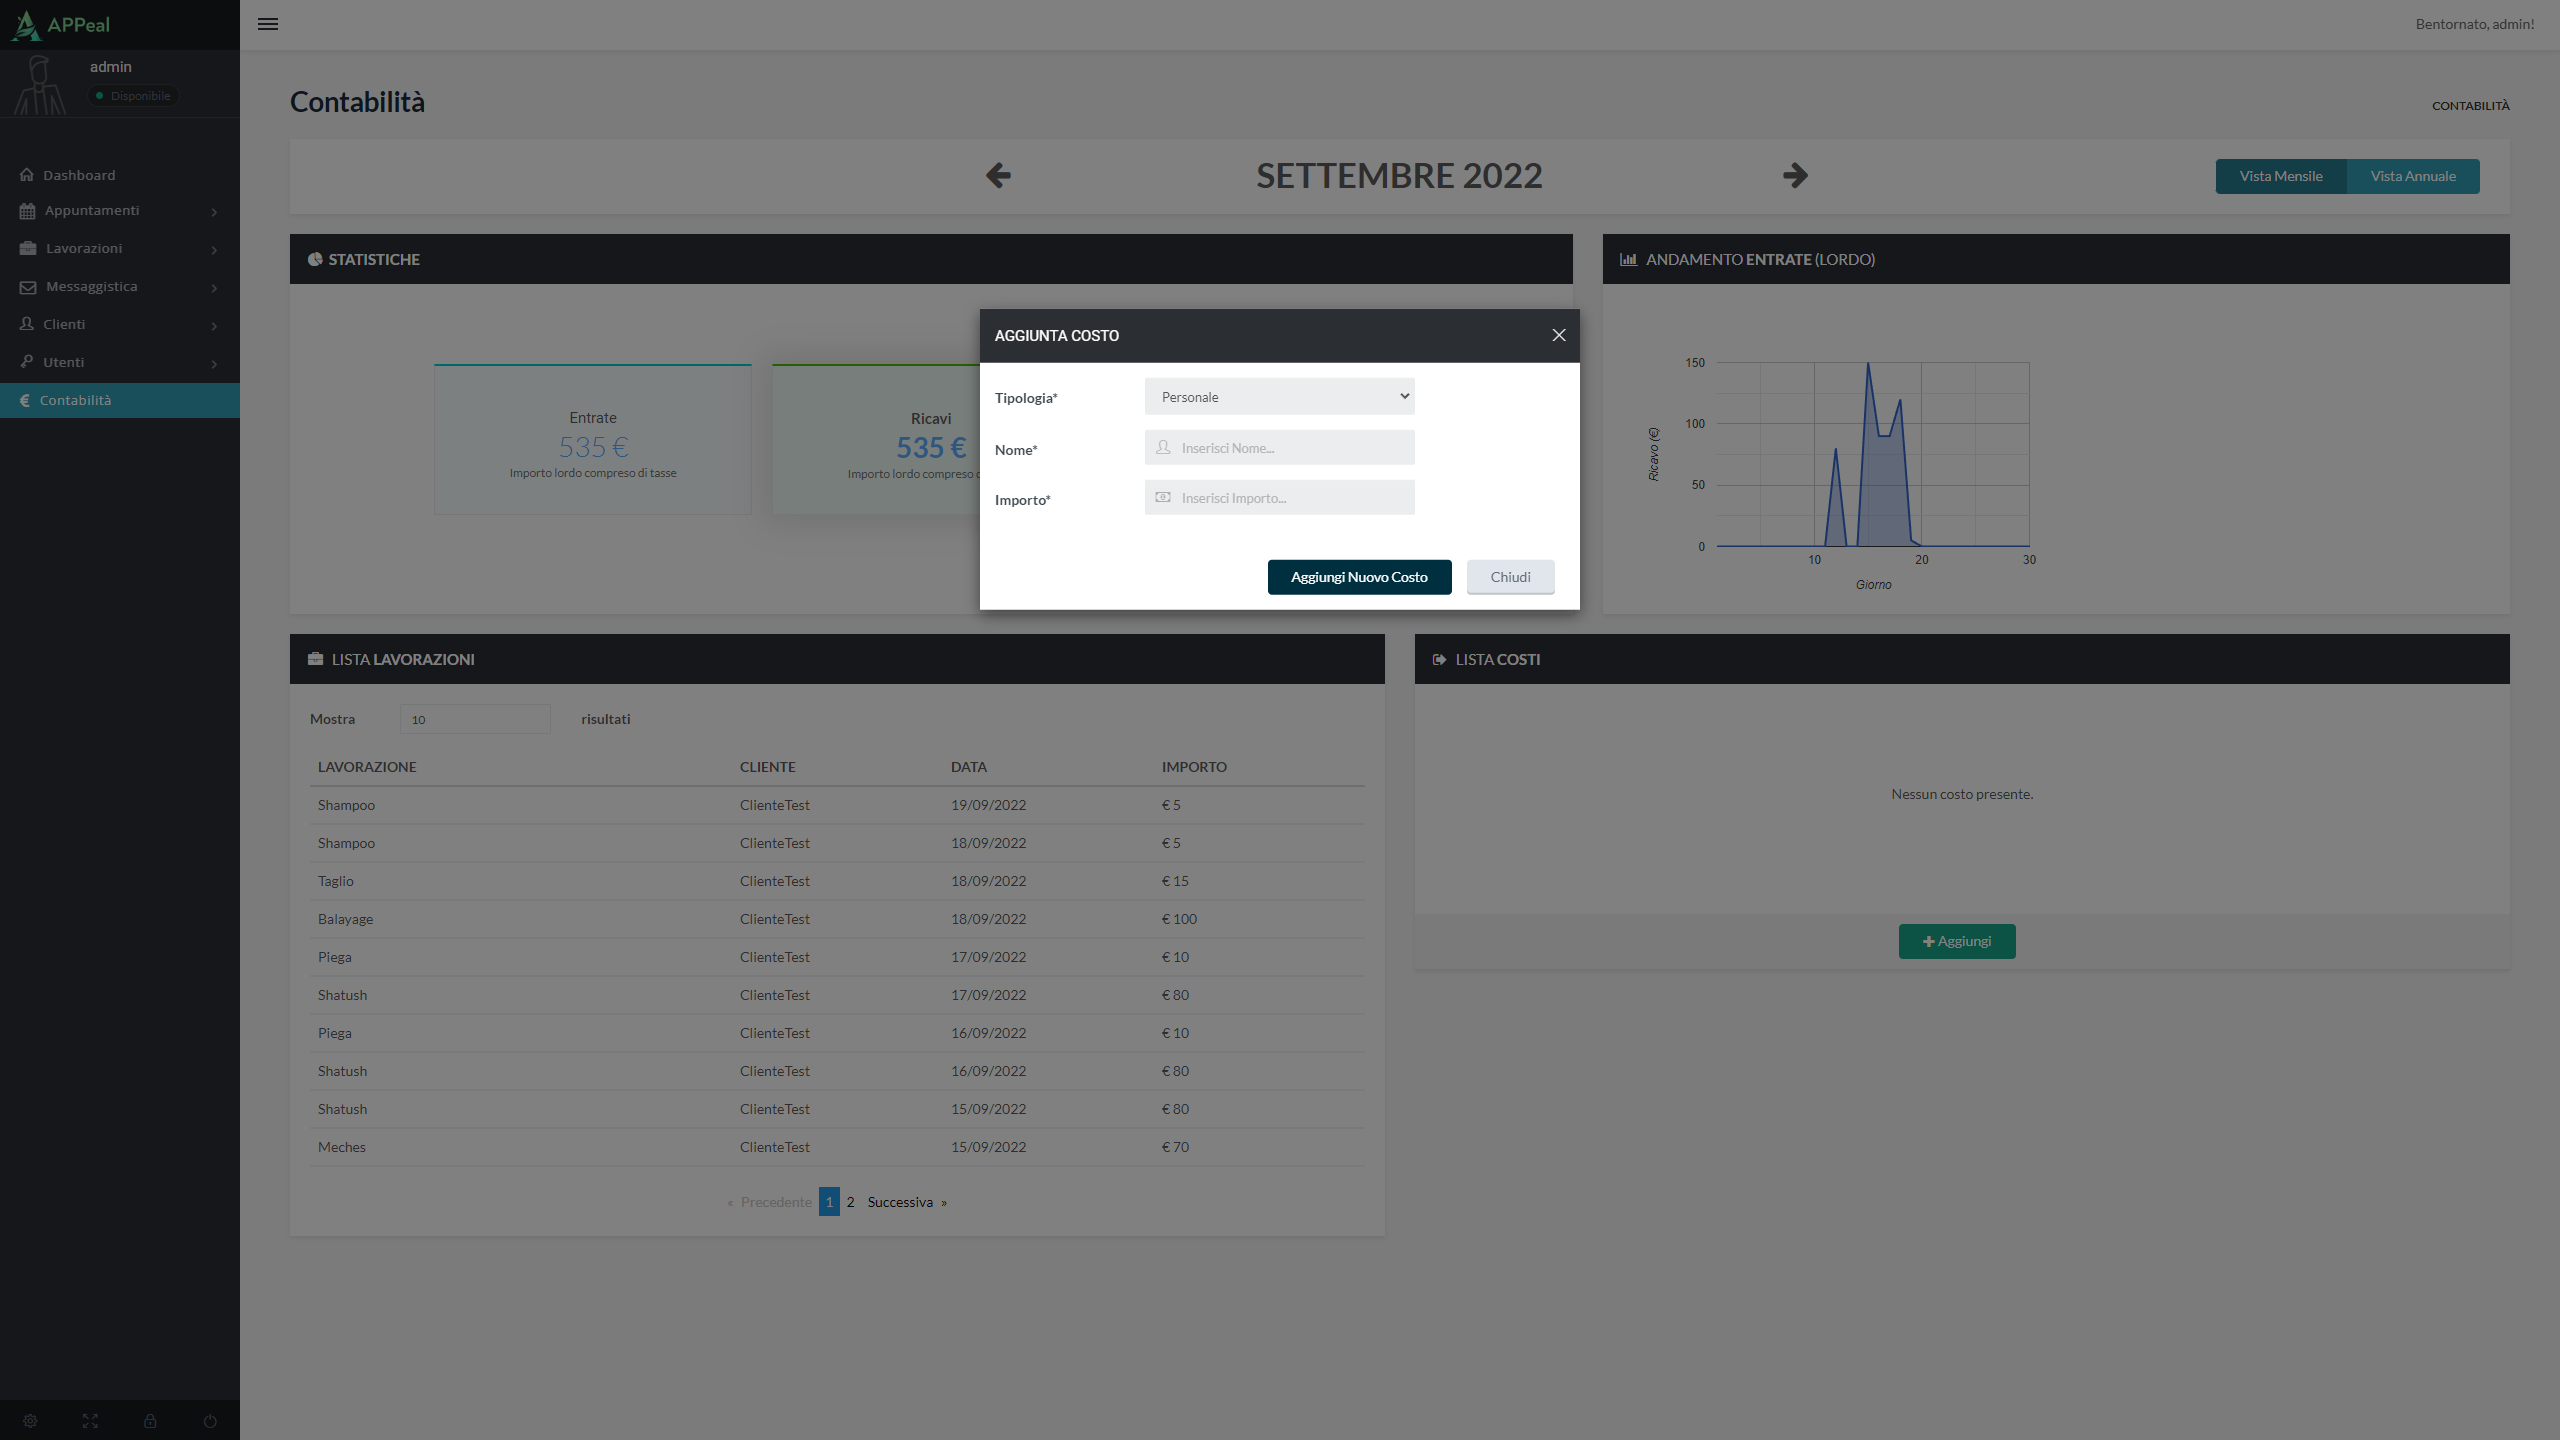 APPeal
Bentornato, admin!
admin
Disponibile
Dashboard
Appuntamenti
Lavorazioni
Messaggistica
Clienti
Utenti
€ Contabilità
Contabilità
CONTABILITÀ
SETTEMBRE 2022
Vista Mensile
Vista Annuale
STATISTICHE
Entrate
535 €
Importo lordo compreso di tasse
Ricavi
535 €
Importo lordo compreso
ANDAMENTO ENTRATE (LORDO)
150
100
50
0
10
20
30
Ricavo (€)
Giorno
AGGIUNTA COSTO
Tipologia*
Personale
Nome*
Inserisci Nome...
Importo*
Inserisci Importo...
Aggiungi Nuovo Costo
Chiudi
LISTA LAVORAZIONI
Mostra 10 risultati
LAVORAZIONE CLIENTE DATA IMPORTO
Shampoo ClienteTest 19/09/2022 € 5
Shampoo ClienteTest 18/09/2022 € 5
Taglio ClienteTest 18/09/2022 € 15
Balayage ClienteTest 18/09/2022 € 100
Piega ClienteTest 17/09/2022 € 10
Shatush ClienteTest 17/09/2022 € 80
Piega ClienteTest 16/09/2022 € 10
Shatush ClienteTest 16/09/2022 € 80
Shatush ClienteTest 15/09/2022 € 80
Meches ClienteTest 15/09/2022 € 70
« Precedente 1 2 Successiva »
LISTA COSTI
Nessun costo presente.
Aggiungi